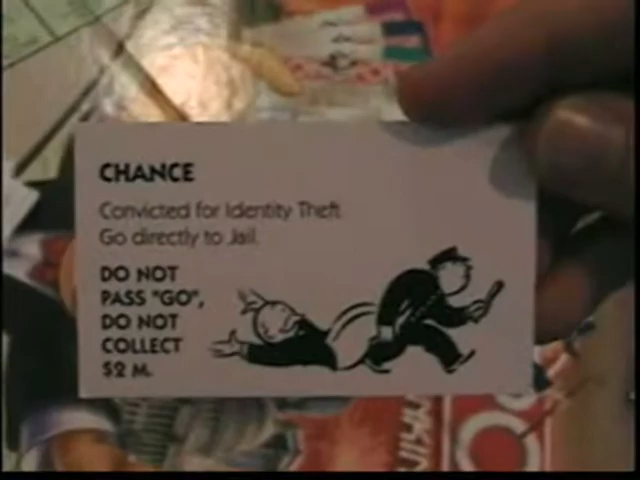 CHANCE
Convicted for Identity Theft.
Go directly to Jail.
DO NOT
PASS "GO",
DO NOT
COLLECT
$2 M.